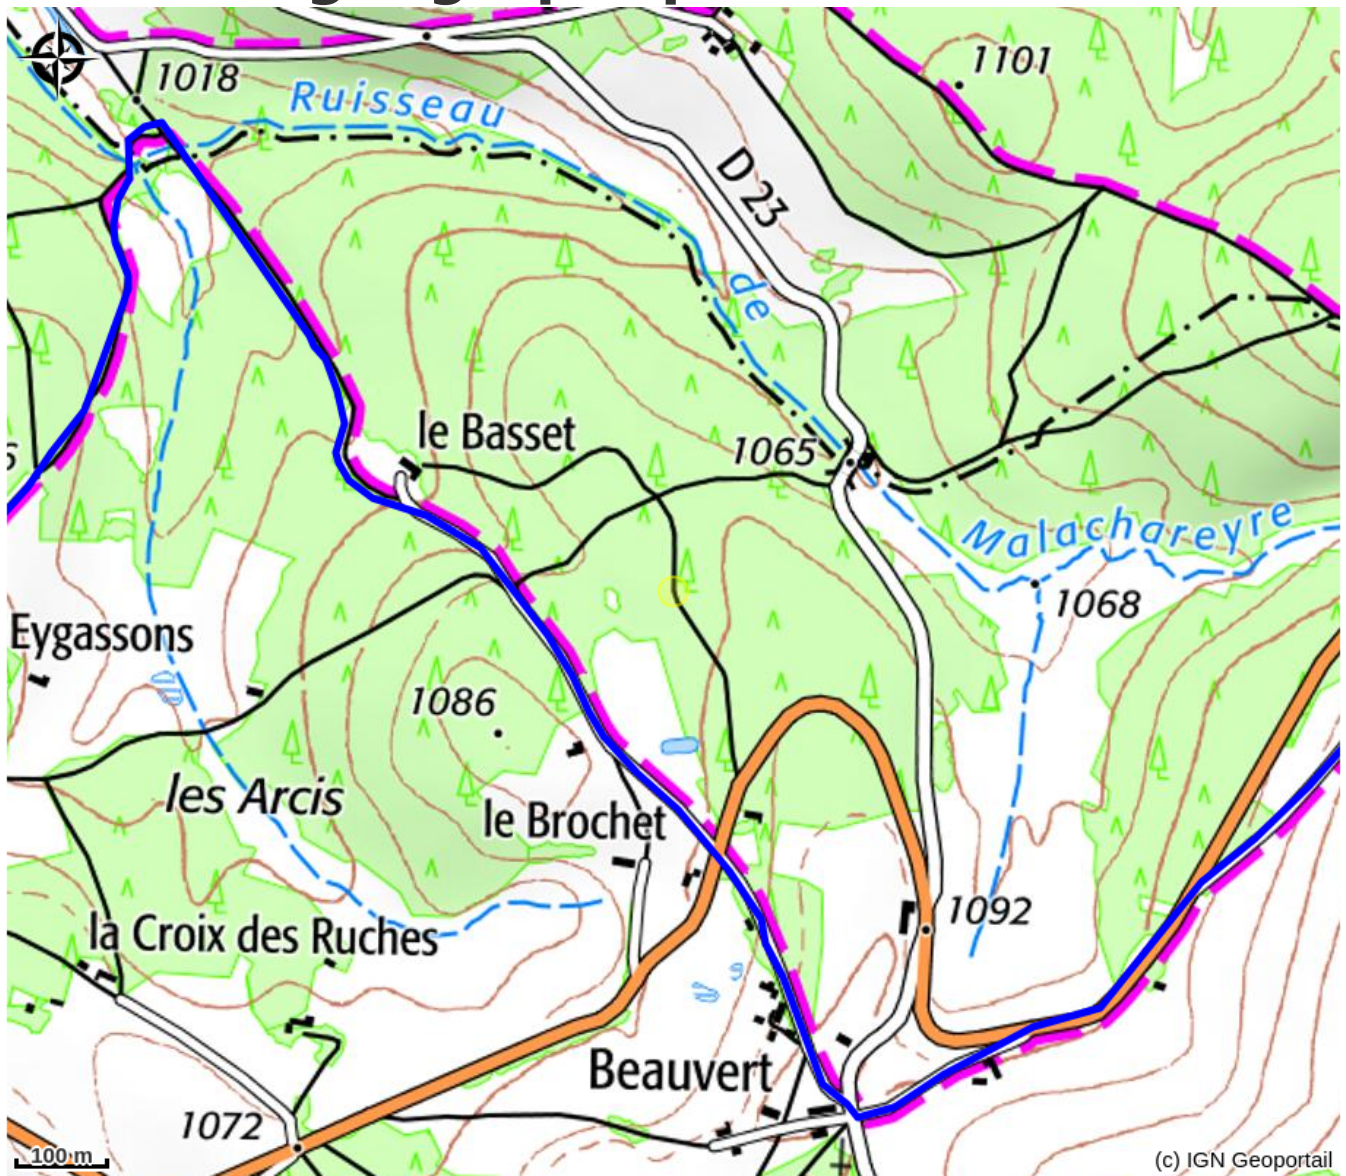 1018
1101
Ruisseau
D 23
de
le Basset
1065
6
Malachareyre
1068
Eygassons
1086
les Arcis
le Brochet
1092
la Croix des Ruches
Beauvert
1072
100 m
(c) IGN Geoportail